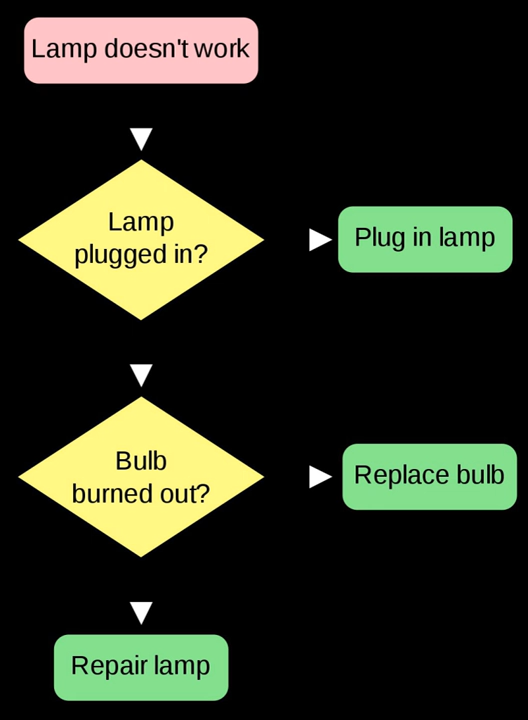 Lamp doesn't work
Lamp
plugged in?
Plug in lamp
Bulb
burned out?
Replace bulb
Repair lamp